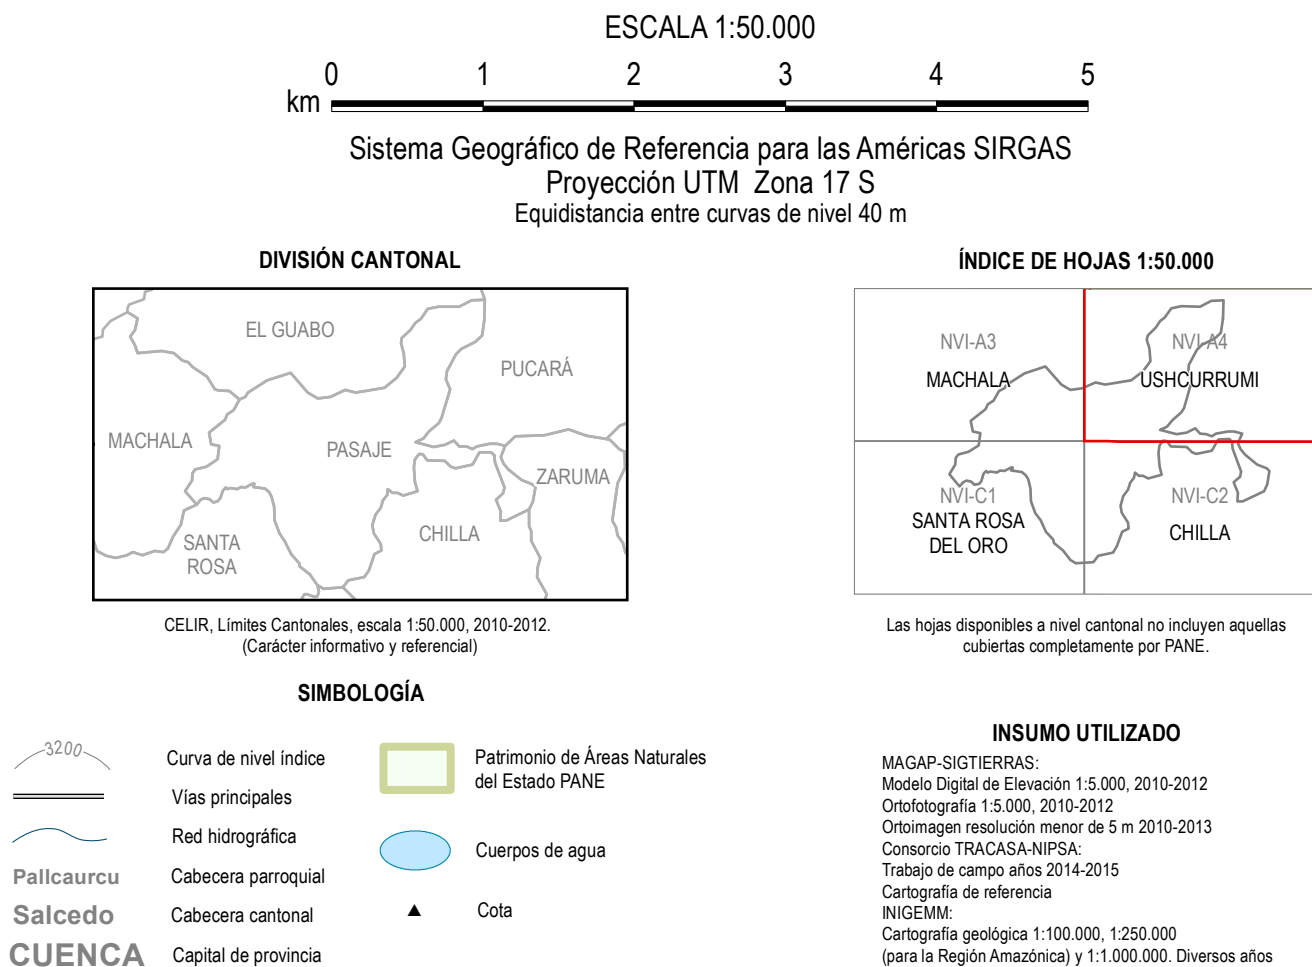 ESCALA 1:50.000
0 1 2 3 4 5
km
Sistema Geográfico de Referencia para las Américas SIRGAS
Proyección UTM Zona 17 S
Equidistancia entre curvas de nivel 40 m
DIVISIÓN CANTONAL
EL GUABO
PUCARÁ
MACHALA
PASAJE
ZARUMA
CHILLA
SANTA
ROSA
CELIR, Límites Cantonales, escala 1:50.000, 2010-2012.
(Carácter informativo y referencial)
ÍNDICE DE HOJAS 1:50.000
NVI-A3
MACHALA
NVI-A4
USHCURRUMI
NVI-C1
SANTA ROSA
DEL ORO
NVI-C2
CHILLA
Las hojas disponibles a nivel cantonal no incluyen aquellas
cubiertas completamente por PANE.
SIMBOLOGÍA
3200
Curva de nivel índice
Vías principales
Red hidrográfica
Pallcaurcu
Cabecera parroquial
Salcedo
Cabecera cantonal
CUENCA
Capital de provincia
Patrimonio de Áreas Naturales
del Estado PANE
Cuerpos de agua
Cota
INSUMO UTILIZADO
MAGAP-SIGTIERRAS:
Modelo Digital de Elevación 1:5.000, 2010-2012
Ortofotografía 1:5.000, 2010-2012
Ortoimagen resolución menor de 5 m 2010-2013
Consorcio TRACASA-NIPSA:
Trabajo de campo años 2014-2015
Cartografía de referencia
INIGEMM:
Cartografía geológica 1:100.000, 1:250.000
(para la Región Amazónica) y 1:1.000.000. Diversos años